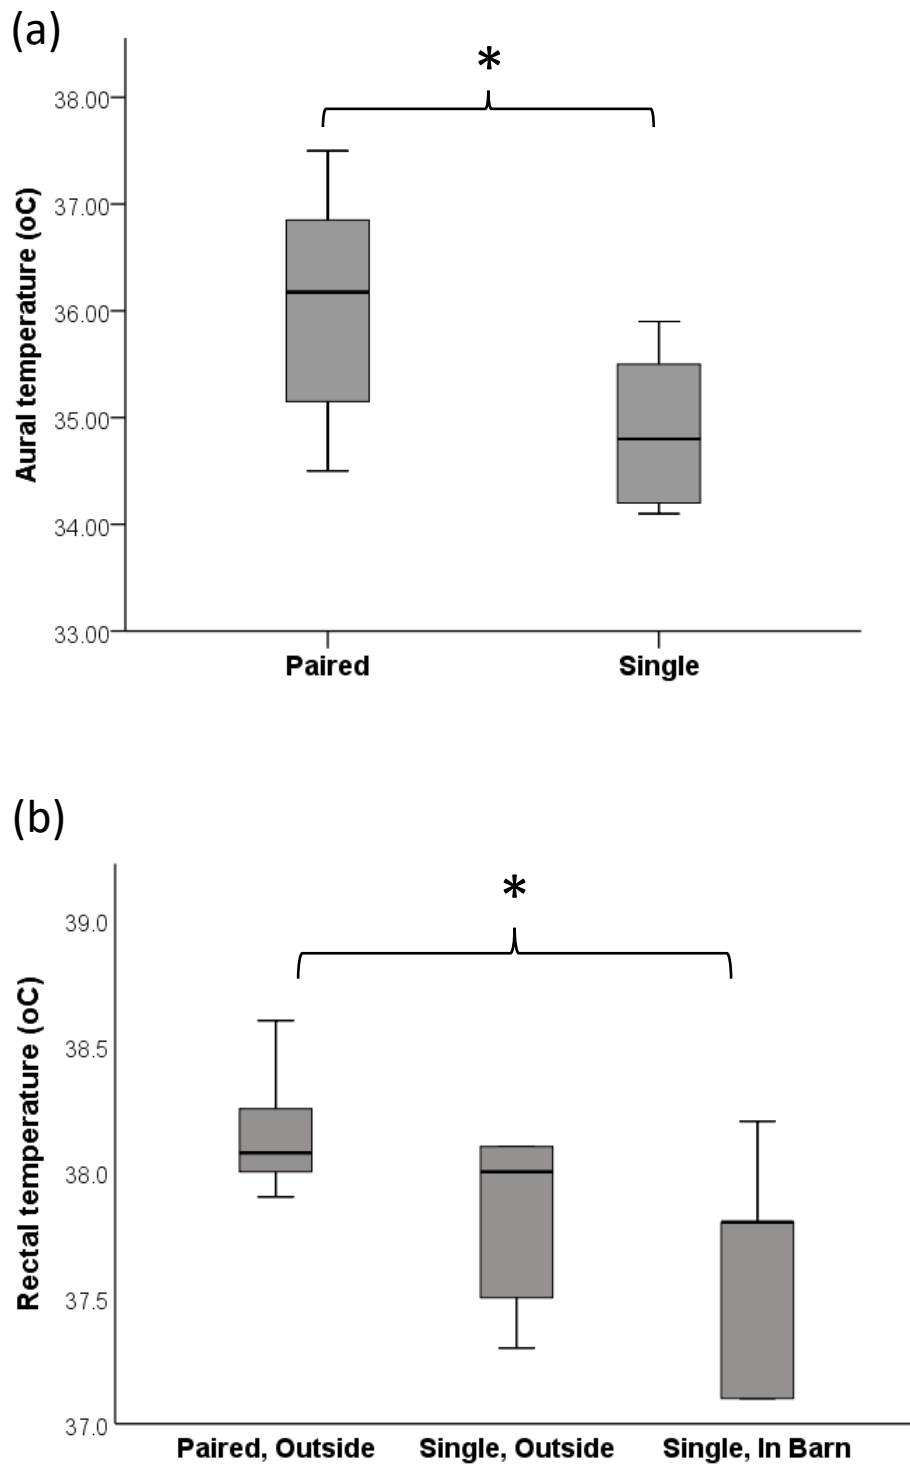 (a)
*
38.00
37.00
36.00
35.00
34.00
33.00
Aural temperature (oC)
Paired Single
(b)
*
39.0
38.5
38.0
37.5
37.0
Rectal temperature (oC)
Paired, Outside Single, Outside Single, In Barn